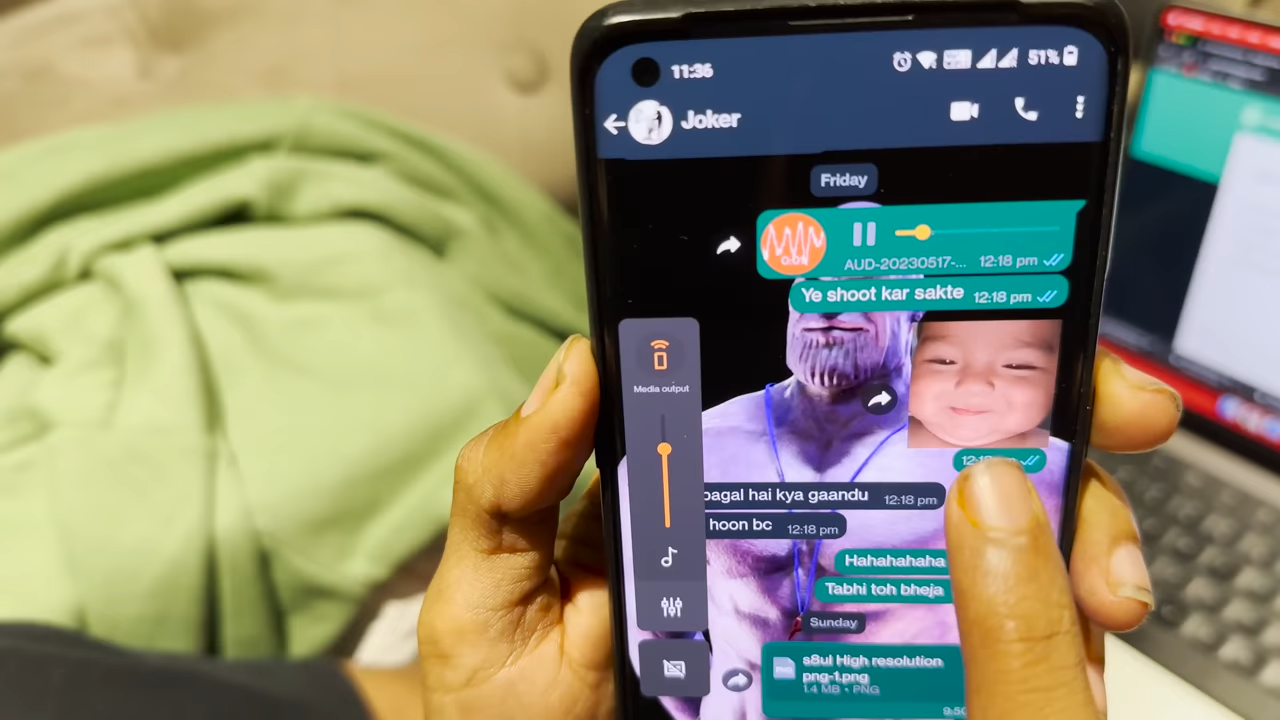 11:36
51%
Joker
Friday
0:01
AUD-20230517-... 12:18 pm
Ye shoot kar sakte 12:18 pm
Media output
pagal hai kya gaandu 12:18 pm
hoon bc 12:18 pm
Hahahahaha
Tabhi toh bheja
Sunday
s8ul High resolution
png-1.png
1.4 MB • PNG